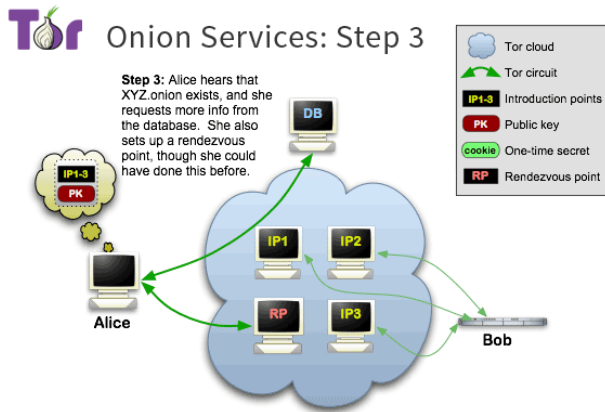 Tor
Onion Services: Step 3
Step 3: Alice hears that
XYZ.onion exists, and she
requests more info from
the database. She also
sets up a rendezvous
point, though she could
have done this before.
Tor cloud
Tor circuit
IP1-3 Introduction points
PK Public key
cookie One-time secret
RP Rendezvous point
DB
IP1-3
PK
IP1
IP2
RP
IP3
Alice
Bob